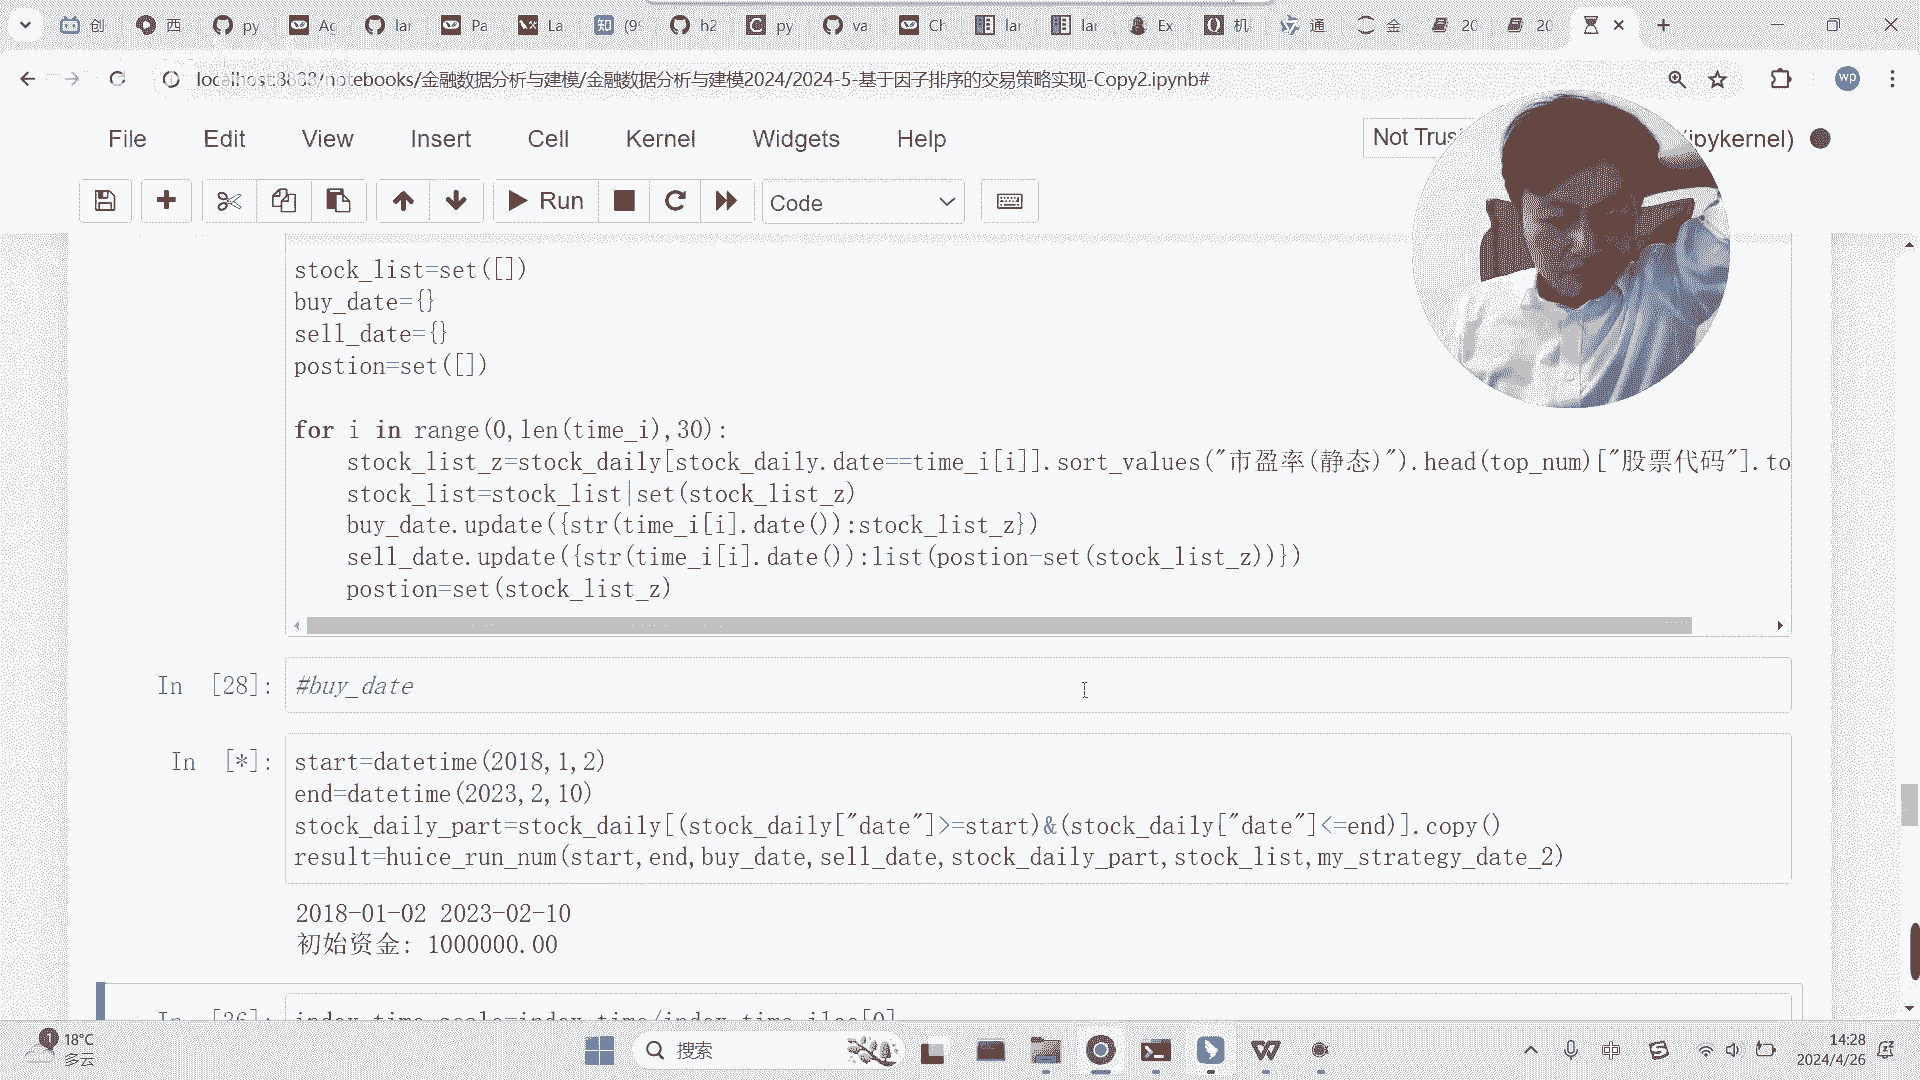 创
西
py
Ag
lar
Pa
La
知 (9
h2
py
va
Ch
lar
lar
Ex
机
通
金
20
20
localhost:8888/notebooks/金融数据分析与建模/金融数据分析与建模2024/2024-5-基于因子排序的交易策略实现-Copy2.ipynb#
wp
File Edit View Insert Cell Kernel Widgets Help
Not Trus (ipykernel)
Run Code
stock_list=set([])
buy_date={}
sell_date={}
postion=set([])
for i in range(0,len(time_i),30):
stock_list_z=stock_daily[stock_daily.date==time_i[i]].sort_values("市盈率(静态)").head(top_num)["股票代码"].to
stock_list=stock_list|set(stock_list_z)
buy_date.update({str(time_i[i].date()):stock_list_z})
sell_date.update({str(time_i[i].date()):list(postion-set(stock_list_z))})
postion=set(stock_list_z)
In [28]: #buy_date
In [*]: start=datetime(2018,1,2)
end=datetime(2023,2,10)
stock_daily_part=stock_daily[(stock_daily["date"]>=start)&(stock_daily["date"]<=end)].copy()
result=huice_run_num(start,end,buy_date,sell_date,stock_daily_part,stock_list,my_strategy_date_2)
2018-01-02 2023-02-10
初始资金: 1000000.00
In [36]: index_time_scale=index_time/index_time.iloc[0]
1
18°C
多云
搜索
中
14:28
2024/4/26